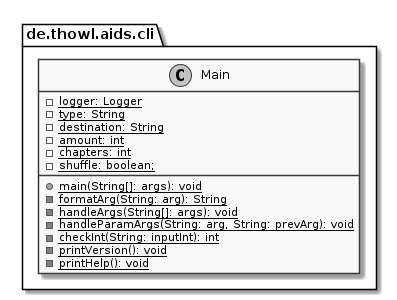 de.thowl.aids.cli
C Main
logger: Logger
type: String
destination: String
amount: int
chapters: int
shuffle: boolean;
main(String[]: args): void
formatArg(String: arg): String
handleArgs(String[]: args): void
handleParamArgs(String: arg, String: prevArg): void
checkInt(String: inputInt): int
printVersion(): void
printHelp(): void